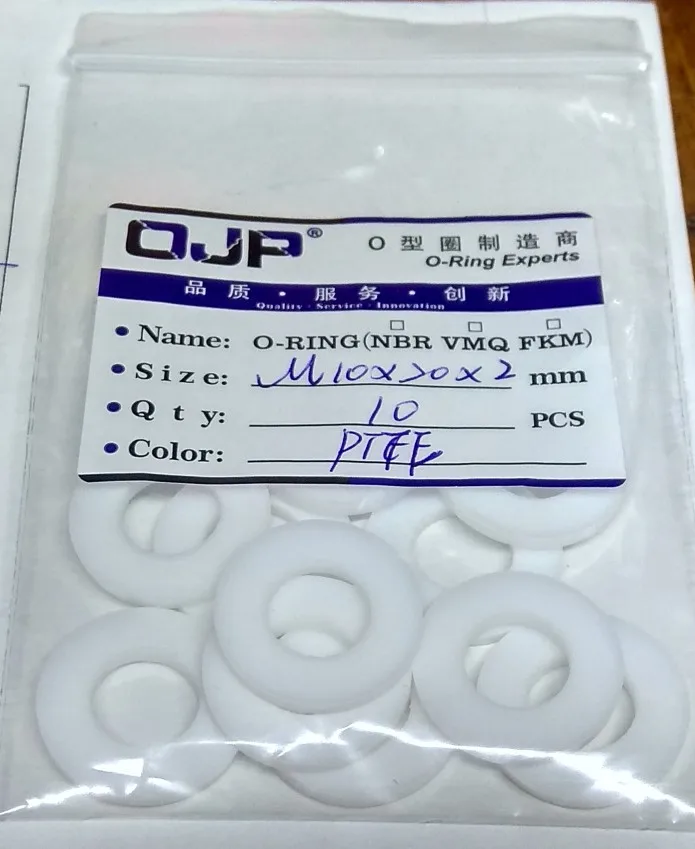 OJP® O 型 圈 制 造 商
O-Ring Experts
品 质 · 服 务 · 创 新
Quality · Service · Innovation
• Name: O-RING(NBR VMQ FKM)
• Size: M10x20x2 mm
• Qty: 10 PCS
• Color: PTFE